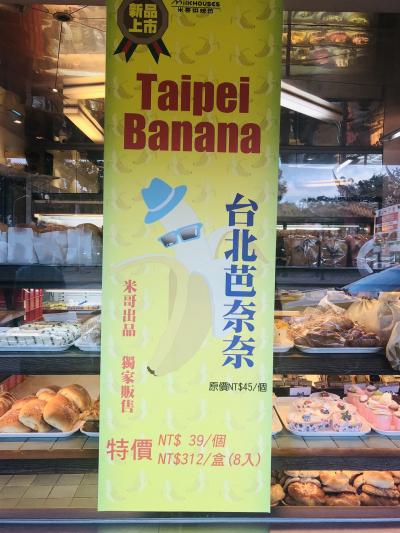 新品
上市
MilkHouses
Taipei
Banana
台北芭奈奈
米哥出品 獨家販售
原價NT$45/個
特價 NT$ 39/個
NT$312/盒(8入)